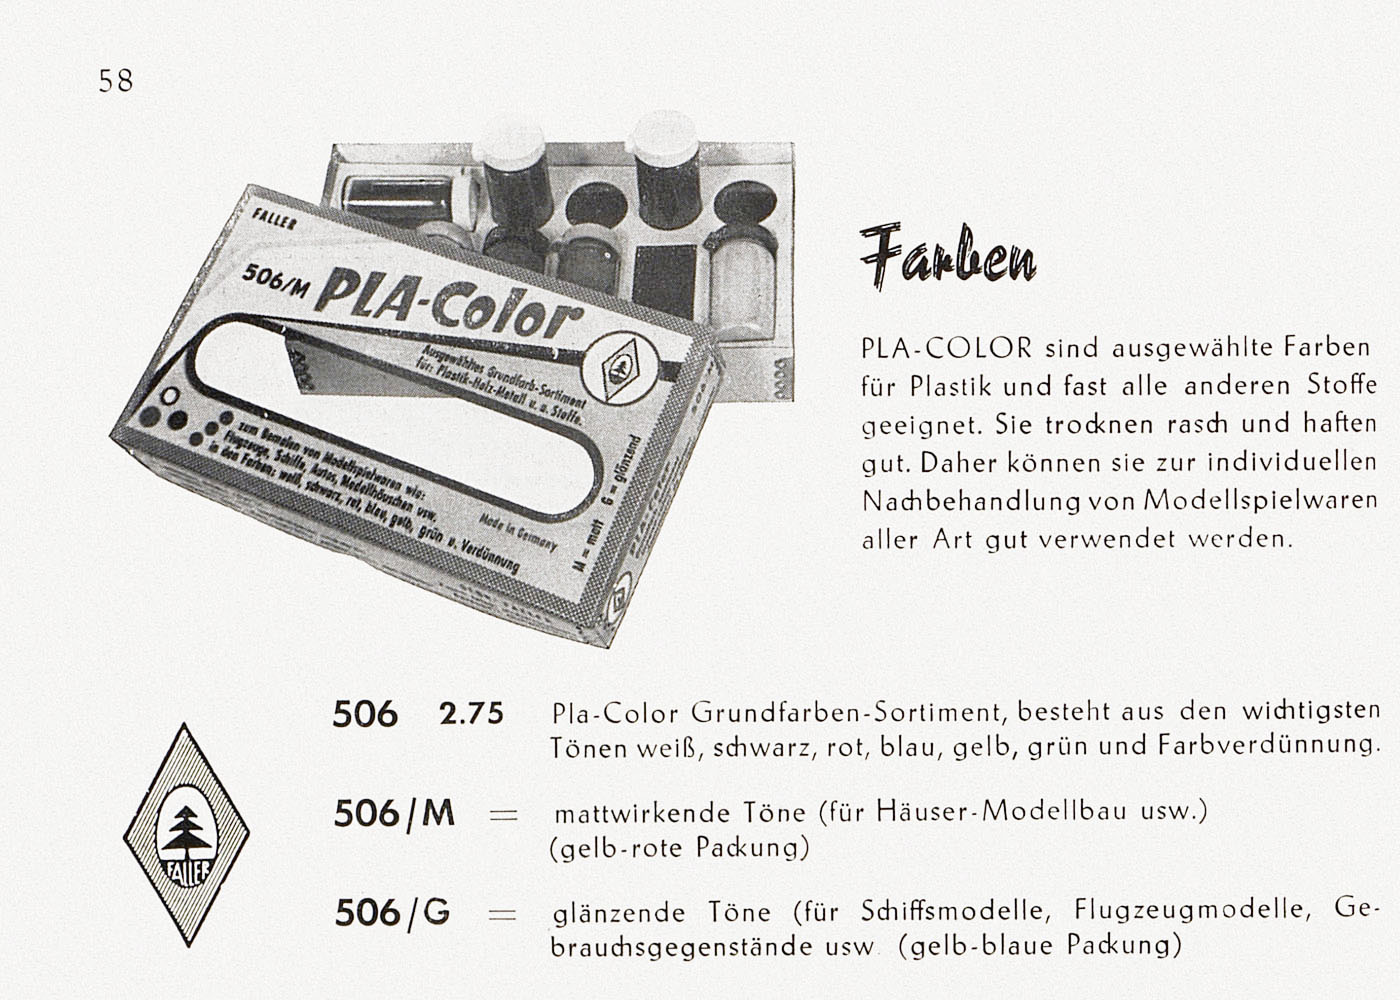 58
FALLER
506/M PLA-Color
Ausgewähltes Grundfarb-Sortiment
für: Plastik-Holz-Metall u. a. Stoffe.
zum Bemalen von Modellspielwaren wie:
Flugzeuge, Schiffe, Autos, Modellhäuschen usw.
in den Farben: weiß, schwarz, rot, blau, gelb, grün u. Verdünnung
Made in Germany
M = matt G = glänzend
PLA-Color
Farben
PLA-COLOR sind ausgewählte Farben
für Plastik und fast alle anderen Stoffe
geeignet. Sie trocknen rasch und haften
gut. Daher können sie zur individuellen
Nachbehandlung von Modellspielwaren
aller Art gut verwendet werden.
506 2.75 Pla-Color Grundfarben-Sortiment, besteht aus den wichtigsten
Tönen weiß, schwarz, rot, blau, gelb, grün und Farbverdünnung.
506/M = mattwirkende Töne (für Häuser-Modellbau usw.)
(gelb-rote Packung)
506/G = glänzende Töne (für Schiffsmodelle, Flugzeugmodelle, Ge-
brauchsgegenstände usw. (gelb-blaue Packung)
FALLER